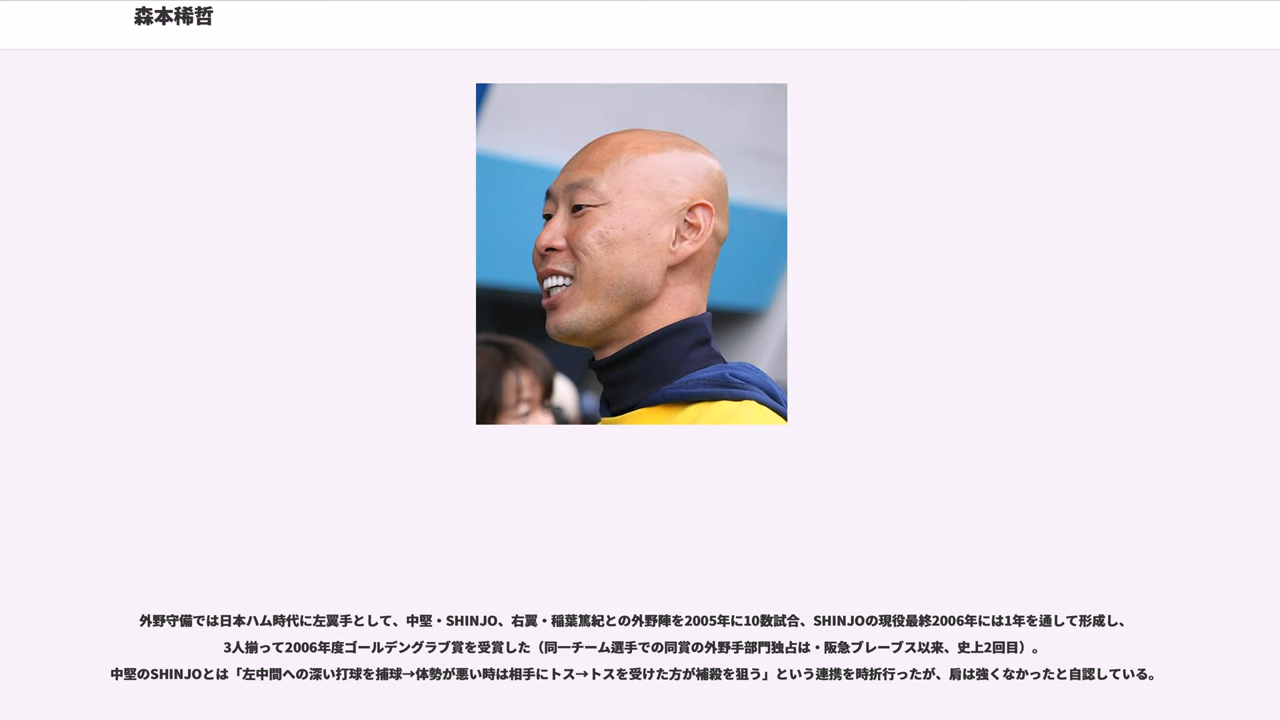 森本稀哲
外野守備では日本ハム時代に左翼手として、中堅・SHINJO、右翼・稲葉篤紀との外野陣を2005年に10数試合、SHINJOの現役最終2006年には1年を通して形成し、
3人揃って2006年度ゴールデングラブ賞を受賞した（同一チーム選手での同賞の外野手部門独占は・阪急ブレーブス以来、史上2回目）。
中堅のSHINJOとは「左中間への深い打球を捕球→体勢が悪い時は相手にトス→トスを受けた方が補殺を狙う」という連携を時折行ったが、肩は強くなかったと自認している。